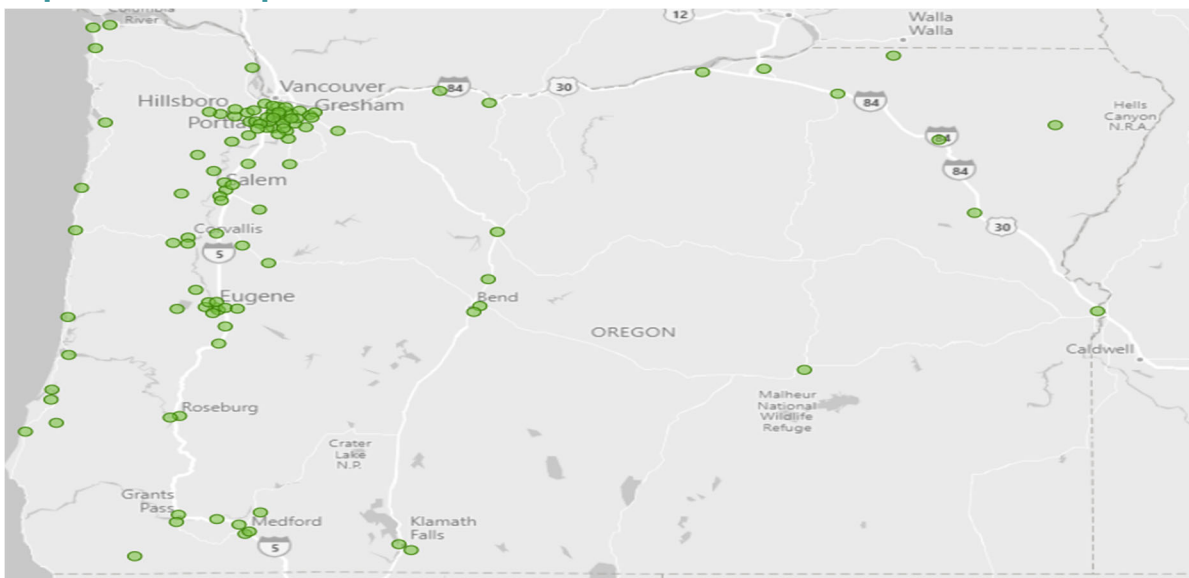 Columbia
River
12
Walla
Walla
Vancouver
84
30
Hillsboro
Gresham
84
Hells
Canyon
N.R.A.
84
84
Salem
Corvallis
30
5
Eugene
Bend
OREGON
Caldwell
Malheur
National
Wildlife
Refuge
Roseburg
Crater
Lake
N.P.
Grants
Pass
Medford
Klamath
Falls
5